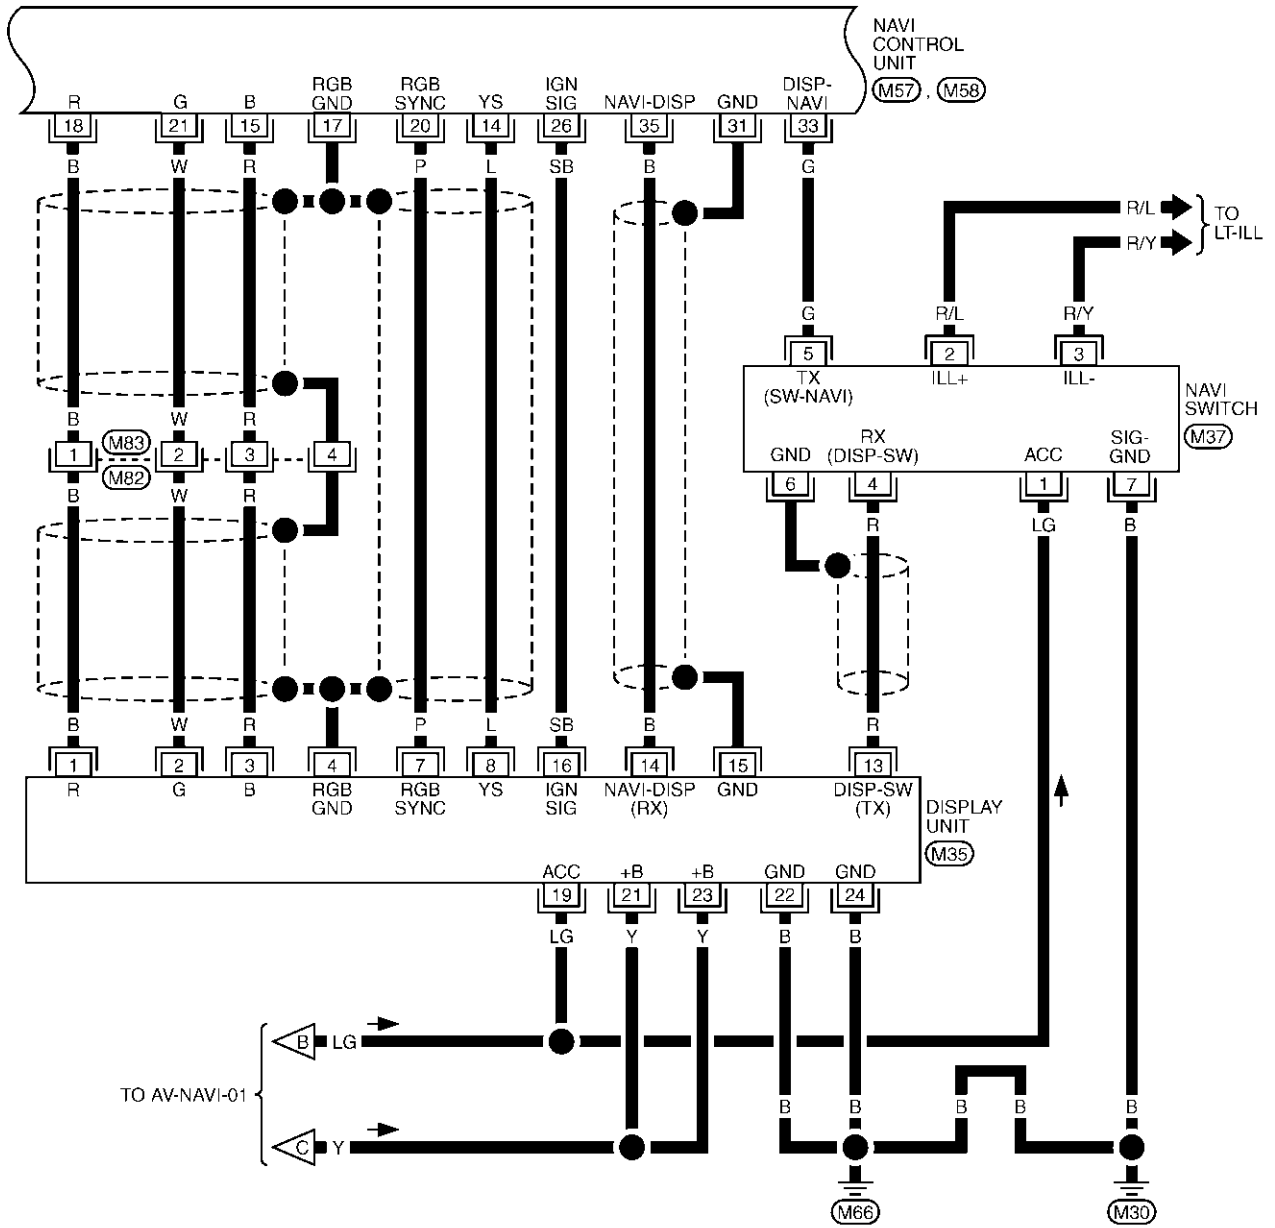 NAVI
CONTROL
UNIT
M57 , M58
R G B RGB GND RGB SYNC YS IGN SIG NAVI-DISP GND DISP-NAVI
18 21 15 17 20 14 26 35 31 33
B W R P L SB B G
R/L
R/Y
TO
LT-ILL
G R/L R/Y
5 2 3
TX
(SW-NAVI)
ILL+ ILL-
NAVI
SWITCH
M37
GND RX (DISP-SW) ACC SIG-GND
6 4 1 7
R LG B
B W R
M83
1 2 3 4
M82
B W R
B W R P L SB B R
1 2 3 4 7 8 16 14 15 13
R G B RGB GND RGB SYNC YS IGN SIG NAVI-DISP (RX) GND DISP-SW (TX)
DISPLAY
UNIT
M35
ACC +B +B GND GND
19 21 23 22 24
LG Y Y B B
B LG
TO AV-NAVI-01
C Y
B B B B B
M66 M30